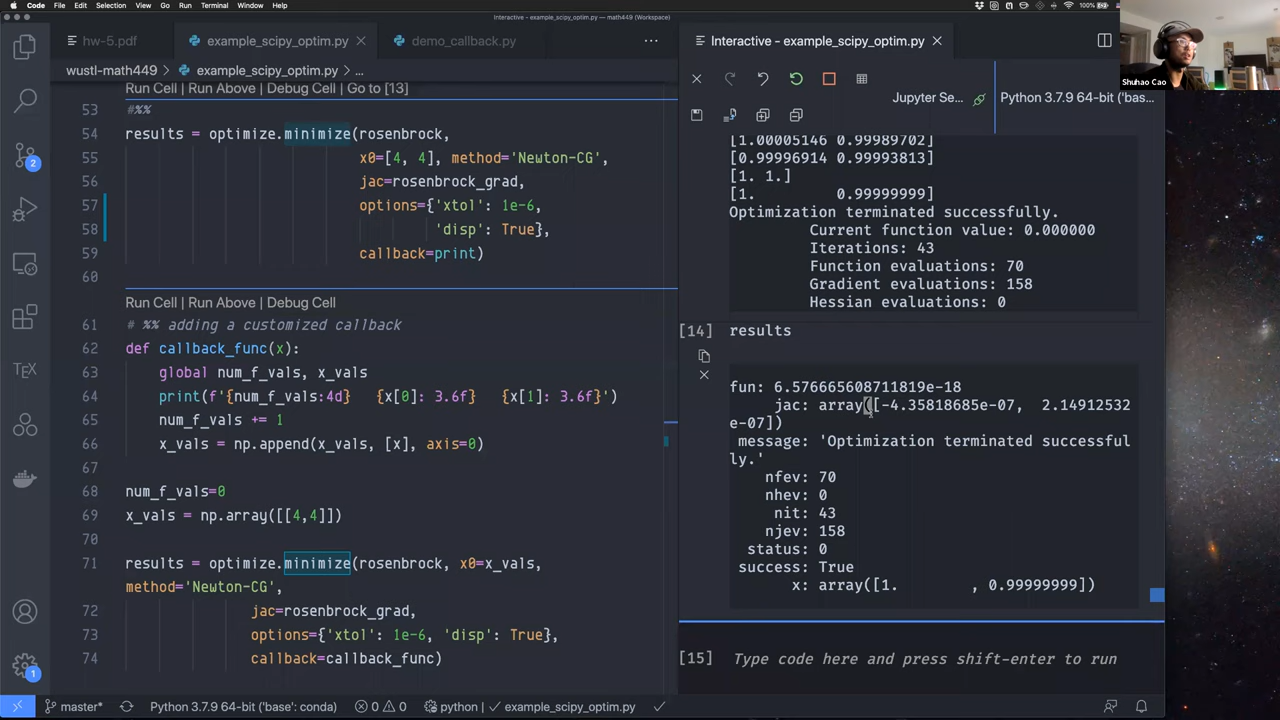 Code File Edit Selection View Go Run Terminal Window Help
100%
Interactive - example_scipy_optim.py — math449 (Workspace)
Shuhao Cao
hw-5.pdf
example_scipy_optim.py
demo_callback.py
wustl-math449 > example_scipy_optim.py > ...
Run Cell | Run Above | Debug Cell | Go to [13]
53 #%%
54 results = optimize.minimize(rosenbrock,
55 x0=[4, 4], method='Newton-CG',
56 jac=rosenbrock_grad,
57 options={'xtol': 1e-6,
58 'disp': True},
59 callback=print)
60
Run Cell | Run Above | Debug Cell
61 # %% adding a customized callback
62 def callback_func(x):
63 global num_f_vals, x_vals
64 print(f'{num_f_vals:4d} {x[0]: 3.6f} {x[1]: 3.6f}')
65 num_f_vals += 1
66 x_vals = np.append(x_vals, [x], axis=0)
67
68 num_f_vals=0
69 x_vals = np.array([[4,4]])
70
71 results = optimize.minimize(rosenbrock, x0=x_vals,
method='Newton-CG',
72 jac=rosenbrock_grad,
73 options={'xtol': 1e-6, 'disp': True},
74 callback=callback_func)
Interactive - example_scipy_optim.py
Jupyter Se...
Python 3.7.9 64-bit ('bas...
[1.00005146 0.99989702]
[0.99996914 0.99993813]
[1. 1.]
[1. 0.99999999]
Optimization terminated successfully.
Current function value: 0.000000
Iterations: 43
Function evaluations: 70
Gradient evaluations: 158
Hessian evaluations: 0
[14] results
fun: 6.576665608711819e-18
jac: array([-4.35818685e-07, 2.14912532
e-07])
message: 'Optimization terminated successful
ly.'
nfev: 70
nhev: 0
nit: 43
njev: 158
status: 0
success: True
x: array([1. , 0.99999999])
[15] Type code here and press shift-enter to run
2
TEX
1
master* Python 3.7.9 64-bit ('base': conda) 0 0 python | ✓ example_scipy_optim.py ✓